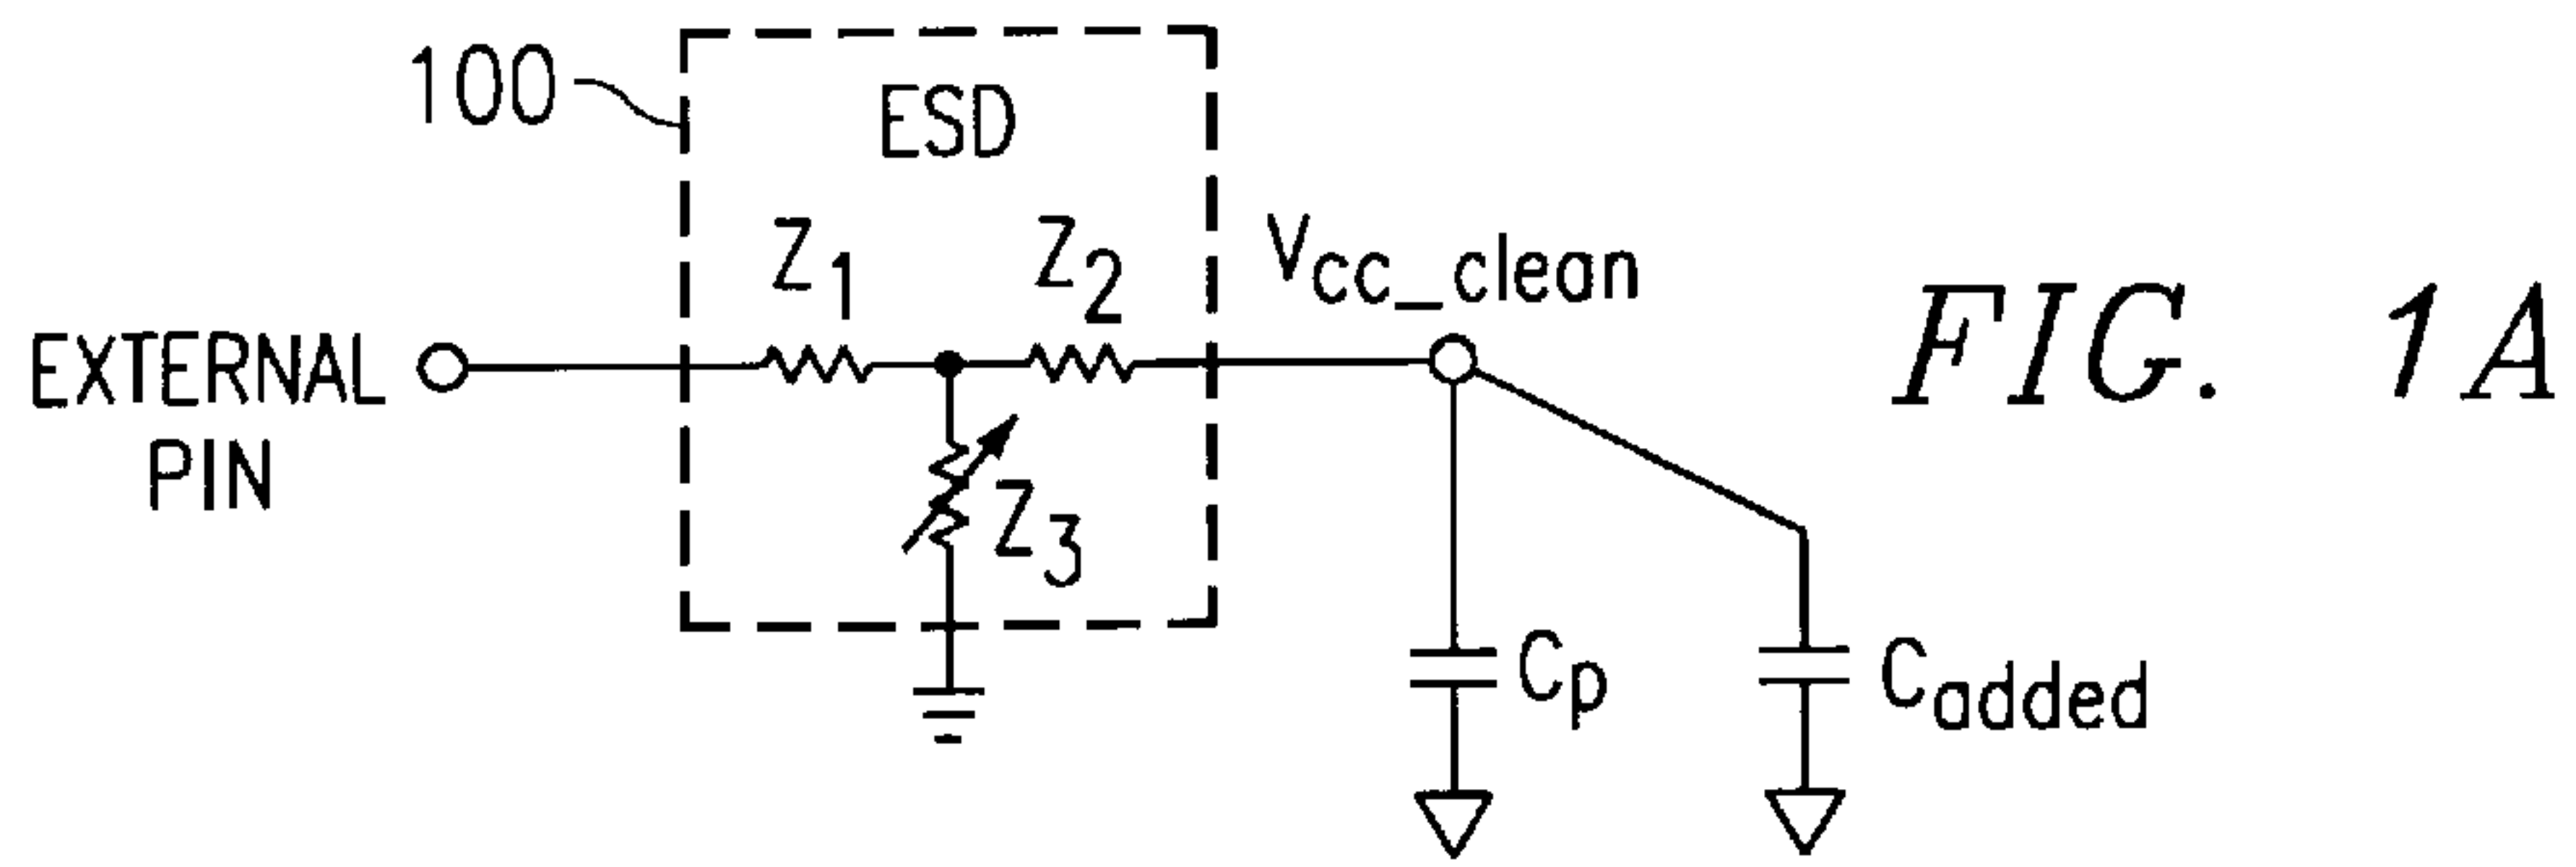 100
ESD
Z1
Z2
Vcc_clean
EXTERNAL
PIN
Z3
Cp
Cadded
FIG. 1A